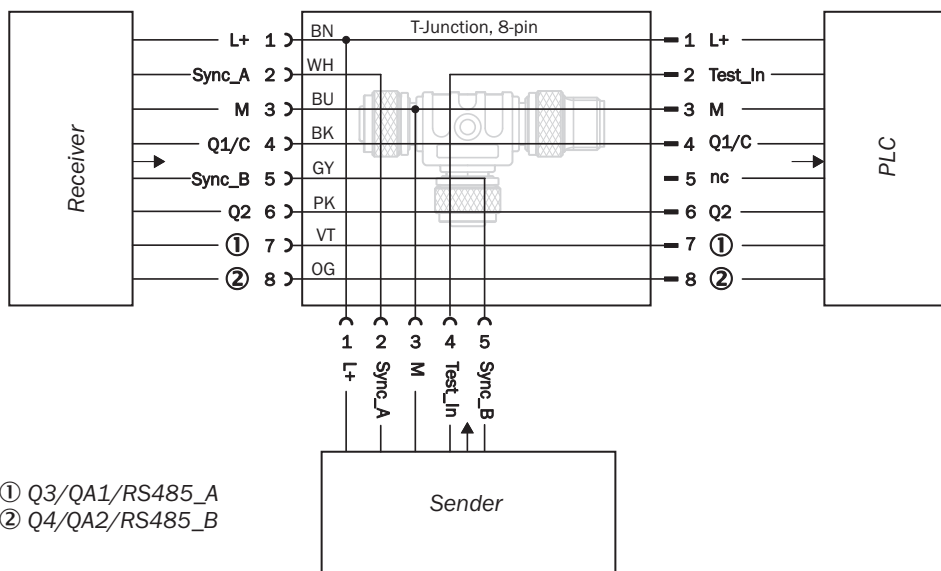 T-Junction, 8-pin
L+ 1 BN 1 L+
Sync_A 2 WH 2 Test_In
M 3 BU 3 M
Q1/C 4 BK 4 Q1/C
Sync_B 5 GY 5 nc
Q2 6 PK 6 Q2
① 7 VT 7 ①
② 8 OG 8 ②
Receiver
PLC
1 2 3 4 5
L+ Sync_A M Test_In Sync_B
Sender
① Q3/QA1/RS485_A
② Q4/QA2/RS485_B